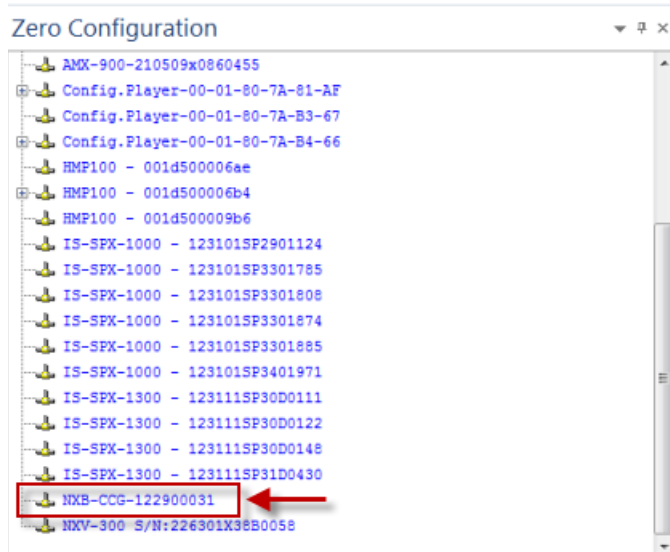 Zero Configuration
AMX-900-210509x0860455
Config.Player-00-01-80-7A-81-AF
Config.Player-00-01-80-7A-B3-67
Config.Player-00-01-80-7A-B4-66
HMP100 - 001d500006ae
HMP100 - 001d500006b4
HMP100 - 001d500009b6
IS-SPX-1000 - 123101SP2901124
IS-SPX-1000 - 123101SP3301785
IS-SPX-1000 - 123101SP3301808
IS-SPX-1000 - 123101SP3301874
IS-SPX-1000 - 123101SP3301885
IS-SPX-1000 - 123101SP3401971
IS-SPX-1300 - 123111SP30D0111
IS-SPX-1300 - 123111SP30D0122
IS-SPX-1300 - 123111SP30D0148
IS-SPX-1300 - 123111SP31D0430
NXB-CCG-122900031
NXV-300 S/N:226301X38B0058